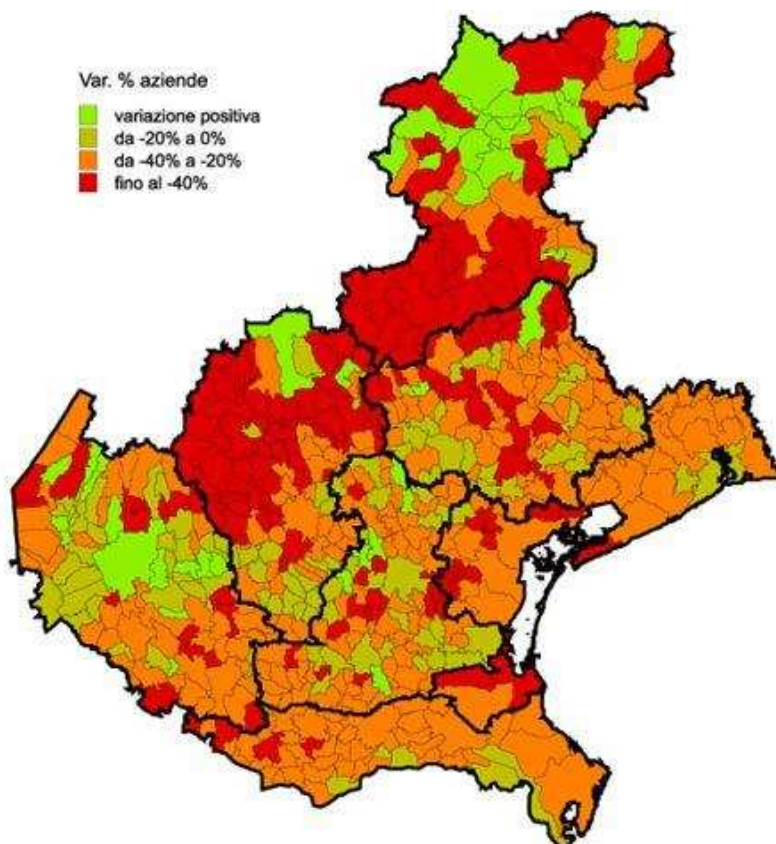 Var. % aziende
variazione positiva
da -20% a 0%
da -40% a -20%
fino al -40%